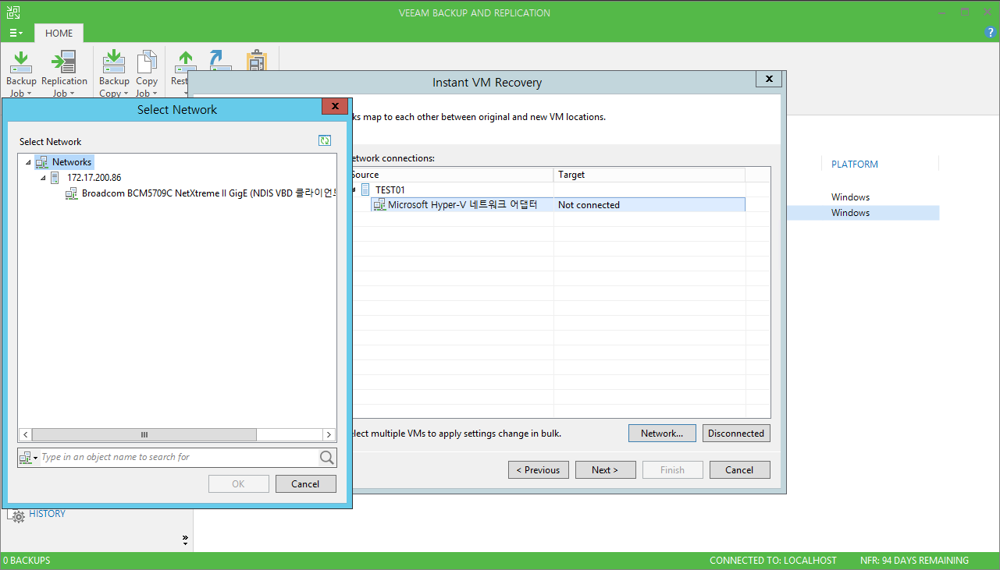 VEEAM BACKUP AND REPLICATION
HOME
Backup Job
Replication Job
Backup Copy
Copy Job
Instant VM Recovery
map to each other between original and new VM locations.
connections:
Source Target
TEST01
Microsoft Hyper-V 네트워크 어댑터 Not connected
multiple VMs to apply settings change in bulk.
Network... Disconnected
< Previous Next > Finish Cancel
Select Network
Select Network
Networks
172.17.200.86
Broadcom BCM5709C NetXtreme II GigE (NDIS VBD 클라이언
Type in an object name to search for
OK Cancel
PLATFORM
Windows
Windows
HISTORY
0 BACKUPS
CONNECTED TO: LOCALHOST NFR: 94 DAYS REMAINING